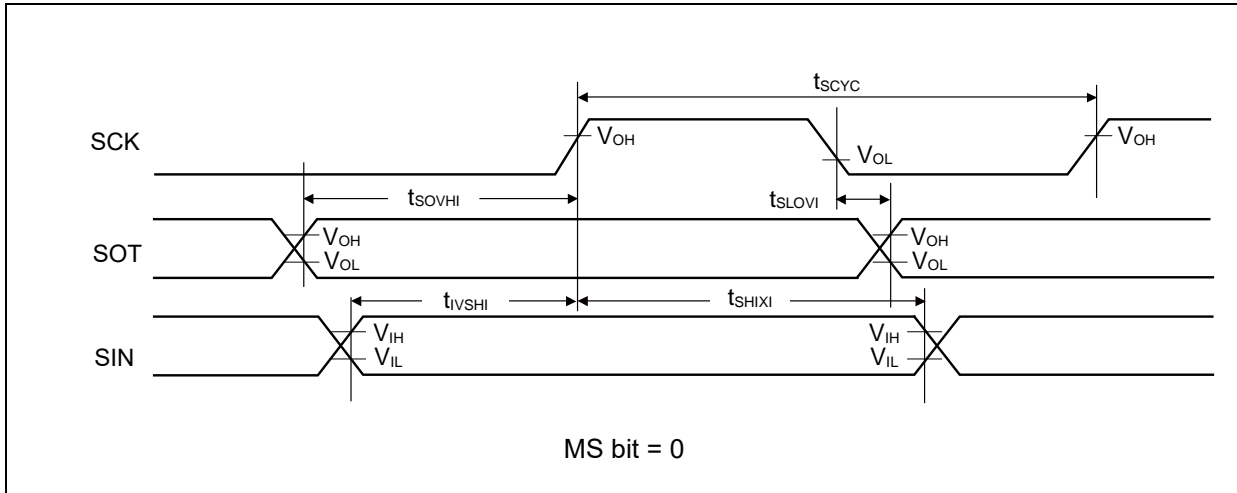 tSCYC
SCK
VOH
VOL
VOH
tSOVHI
tSLOVI
SOT
VOH
VOL
VOH
VOL
tIVSHI
tSHIXI
SIN
VIH
VIL
VIH
VIL
MS bit = 0